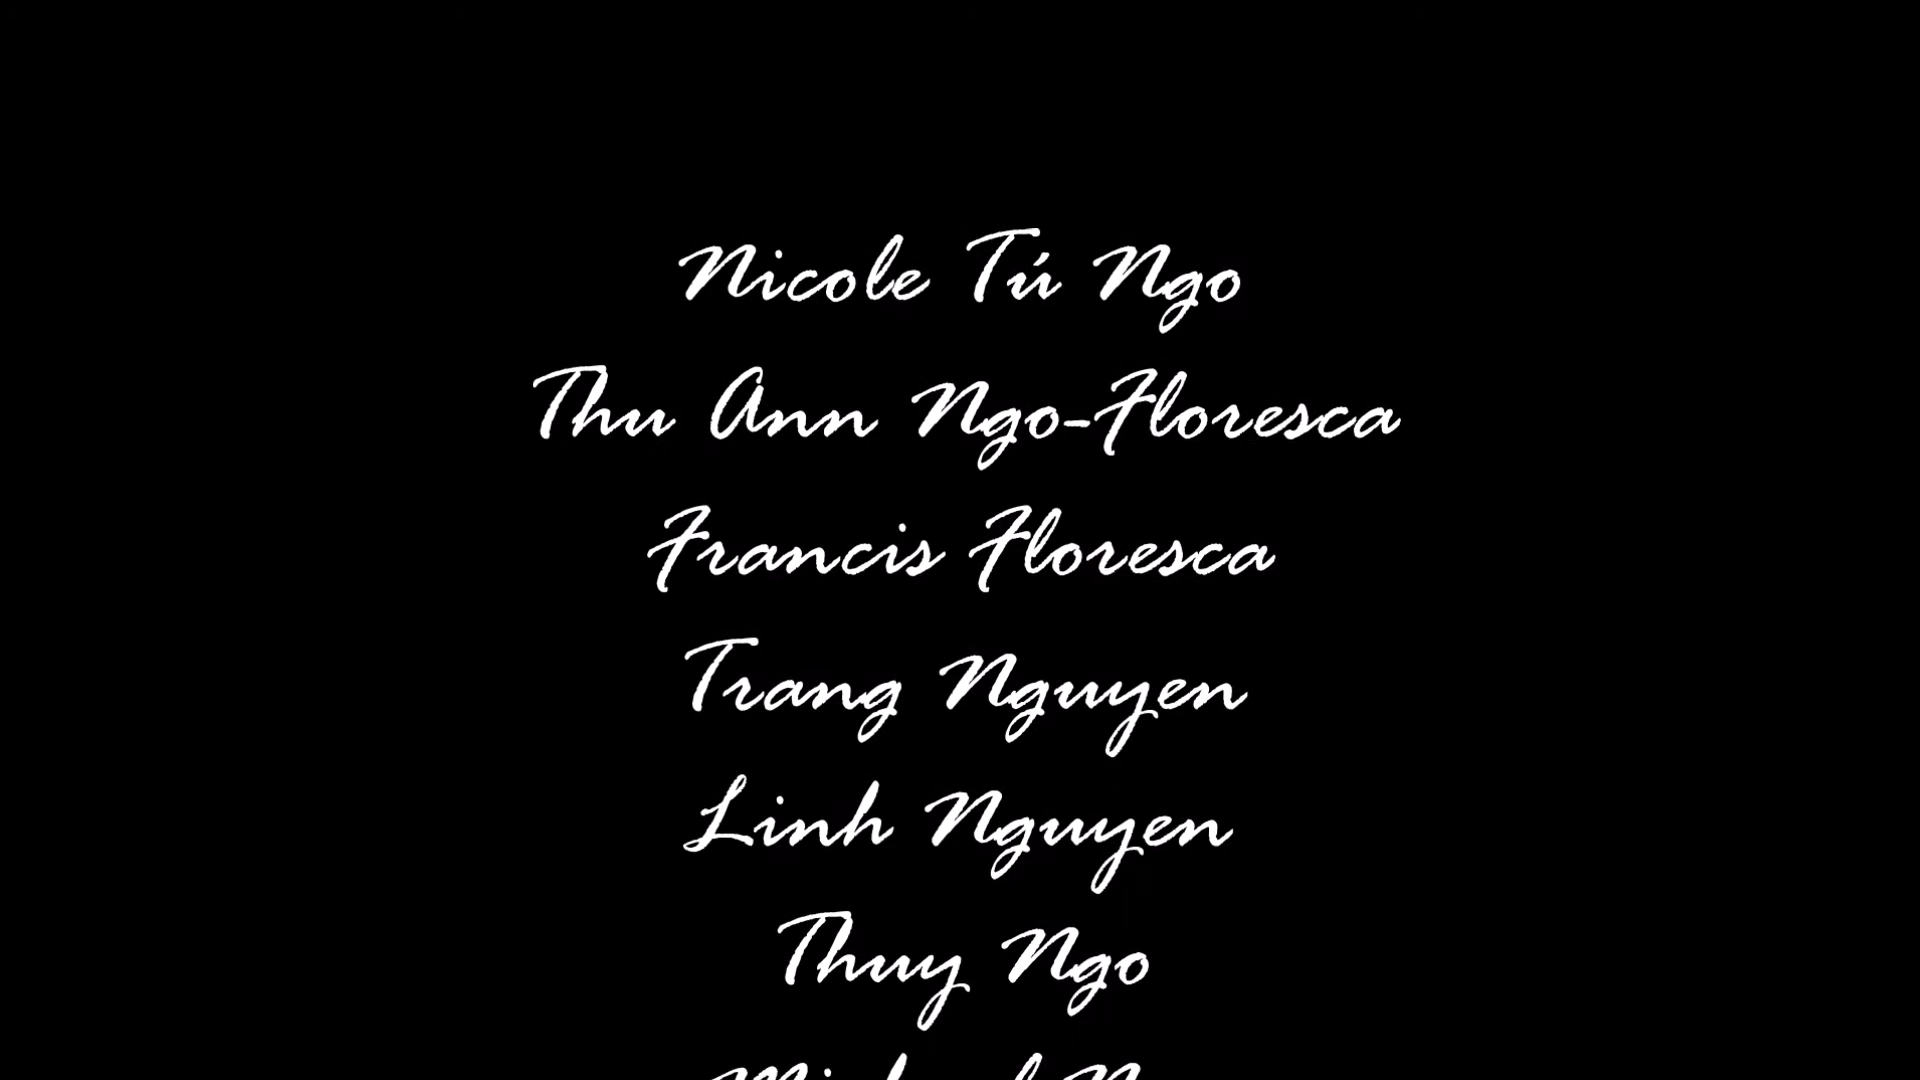 Nicole Tú Ngo
Thu Ann Ngo-Floresca
Francis Floresca
Trang Nguyen
Linh Nguyen
Thuy Ngo